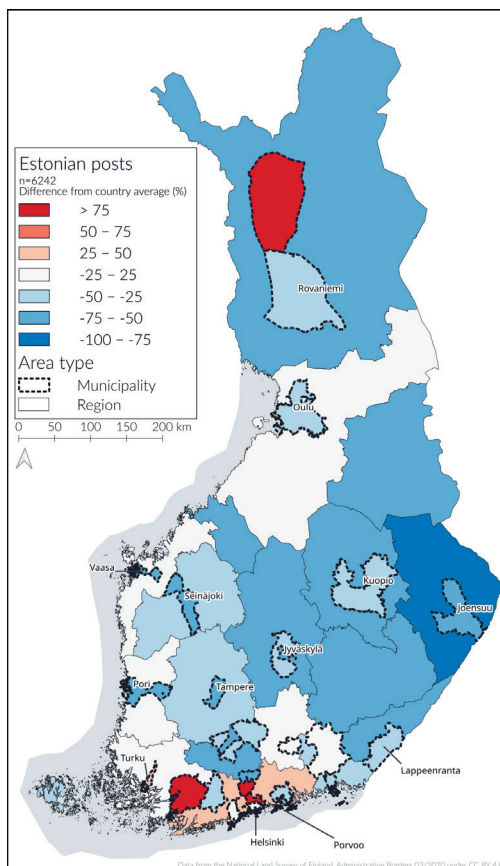 Estonian posts
n=6242
Difference from country average (%)
> 75
50 – 75
25 – 50
-25 – 25
-50 – -25
-75 – -50
-100 – -75
Area type
Municipality
Region
0 50 100 150 200 km
Rovaniemi
Oulu
Vaasa
Seinäjoki
Kuopio
Joensuu
Jyväskylä
Pori
Tampere
Turku
Lappeenranta
Helsinki
Porvoo
Data from the National Land Survey of Finland, Administrative Borders 03/2020 under CC BY 4.0